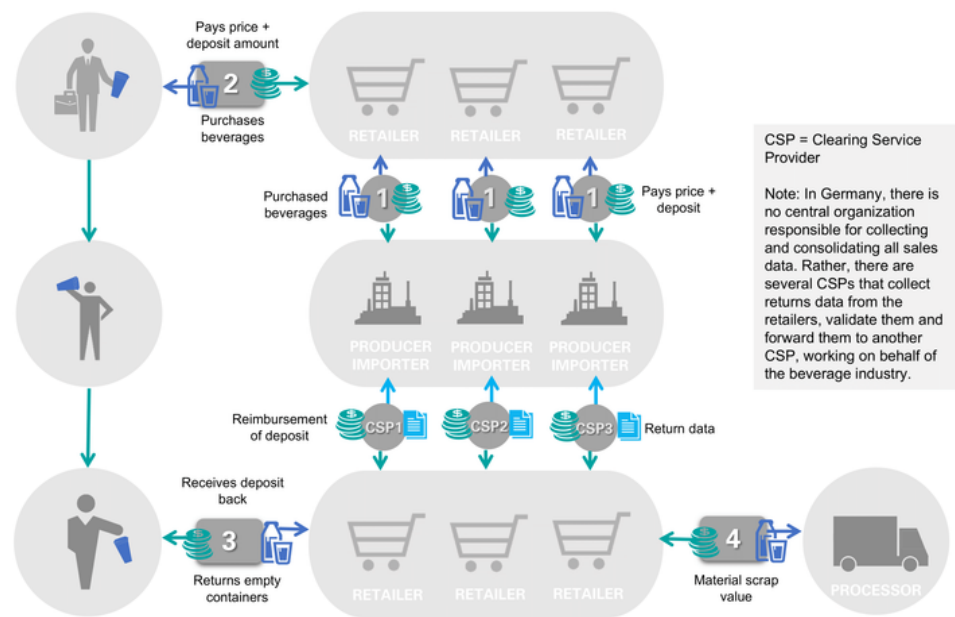 Pays price +
deposit amount
2
Purchases
beverages
RETAILER
RETAILER
RETAILER
Purchased
beverages
1
1
1
Pays price +
deposit
CSP = Clearing Service
Provider
Note: In Germany, there is
no central organization
responsible for collecting
and consolidating all sales
data. Rather, there are
several CSPs that collect
returns data from the
retailers, validate them and
forward them to another
CSP, working on behalf of
the beverage industry.
PRODUCER
IMPORTER
PRODUCER
IMPORTER
PRODUCER
IMPORTER
Reimbursement
of deposit
$
CSP1
$
CSP2
$
CSP3
Return data
Receives deposit
back
3
Returns empty
containers
RETAILER
RETAILER
RETAILER
4
Material scrap
value
PROCESSOR